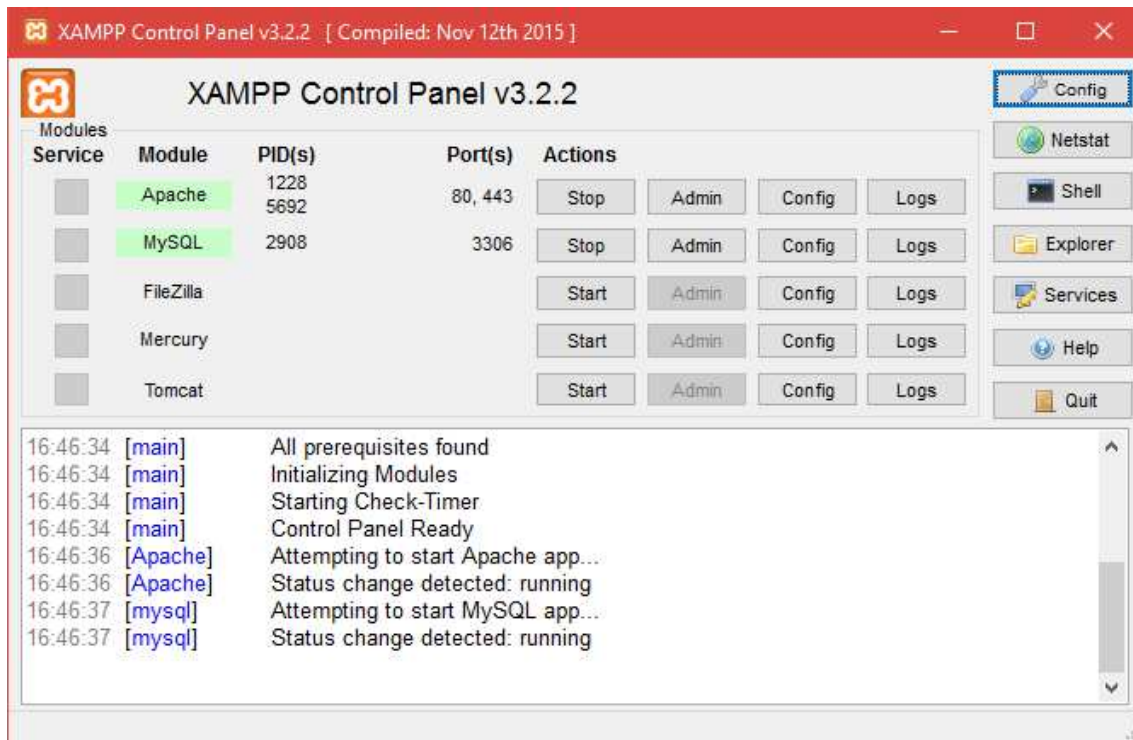 XAMPP Control Panel v3.2.2 [ Compiled: Nov 12th 2015 ]
XAMPP Control Panel v3.2.2
Config
Modules
Service Module PID(s) Port(s) Actions
Netstat
Apache 1228 5692 80, 443 Stop Admin Config Logs
Shell
MySQL 2908 3306 Stop Admin Config Logs
Explorer
FileZilla Start Admin Config Logs
Services
Mercury Start Admin Config Logs
Help
Tomcat Start Admin Config Logs
Quit
16:46:34 [main] All prerequisites found
16:46:34 [main] Initializing Modules
16:46:34 [main] Starting Check-Timer
16:46:34 [main] Control Panel Ready
16:46:36 [Apache] Attempting to start Apache app...
16:46:36 [Apache] Status change detected: running
16:46:37 [mysql] Attempting to start MySQL app...
16:46:37 [mysql] Status change detected: running